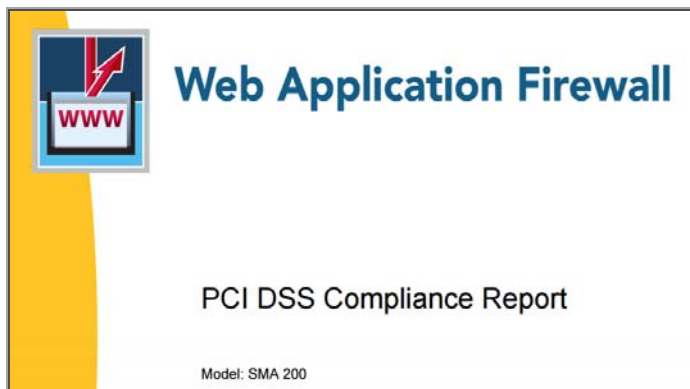 WWW
Web Application Firewall
PCI DSS Compliance Report
Model: SMA 200